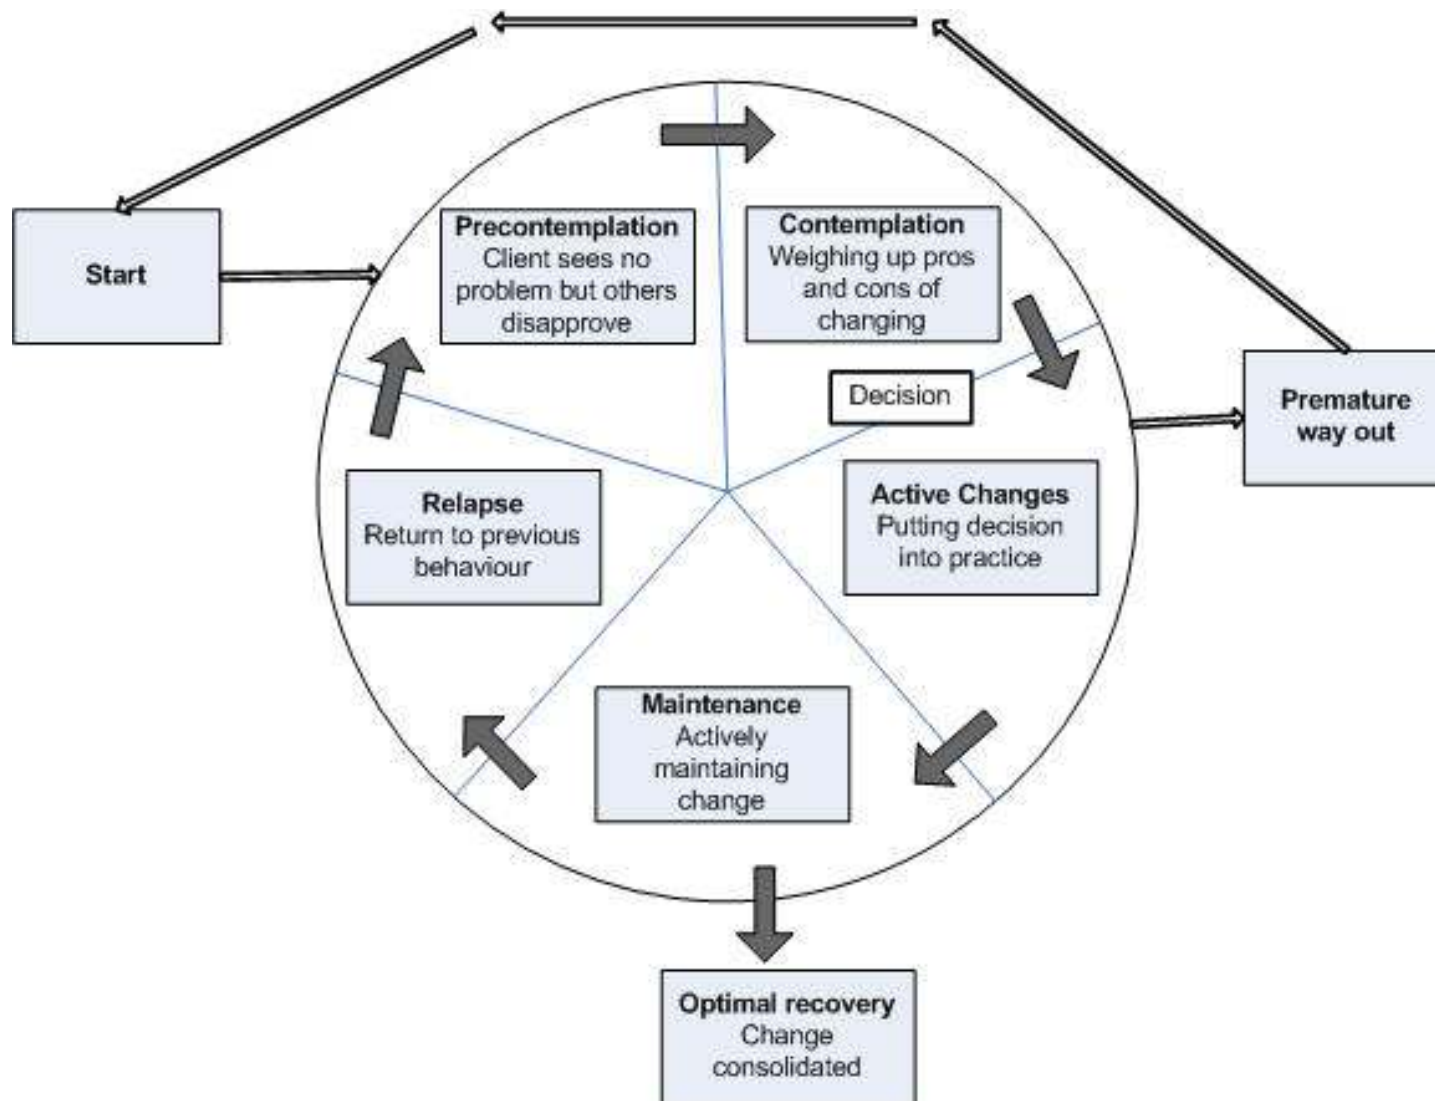 Start
Precontemplation
Client sees no
problem but others
disapprove
Contemplation
Weighing up pros
and cons of
changing
Decision
Premature
way out
Active Changes
Putting decision
into practice
Relapse
Return to previous
behaviour
Maintenance
Actively
maintaining
change
Optimal recovery
Change
consolidated